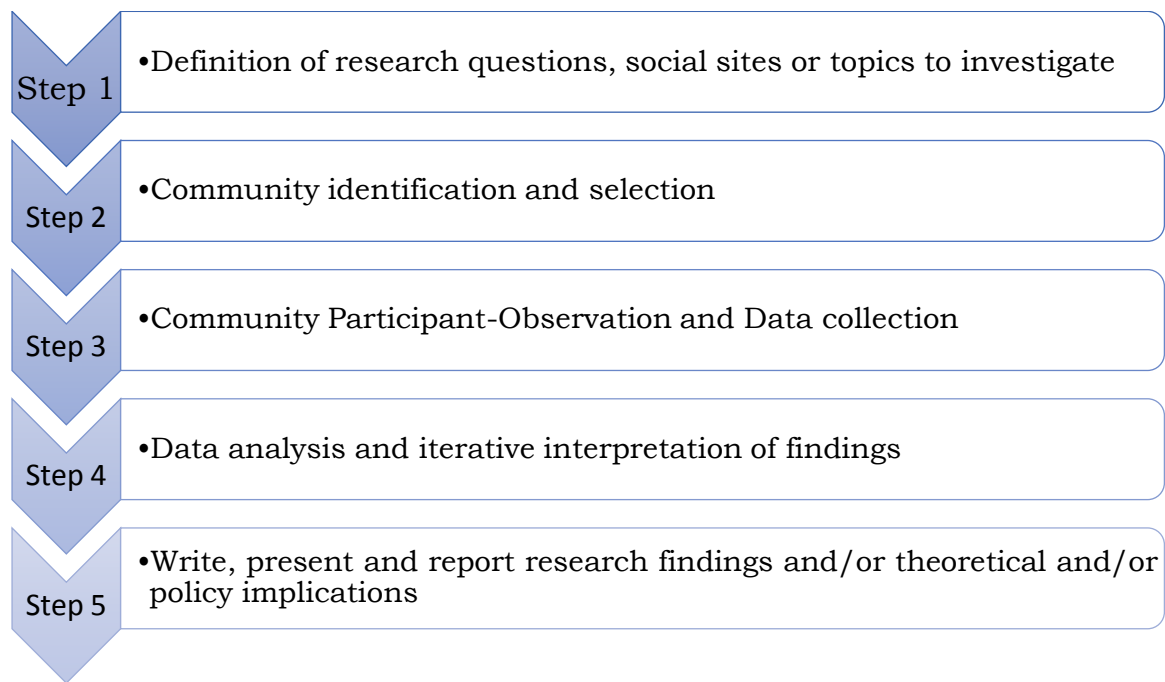 Step 1
•Definition of research questions, social sites or topics to investigate
Step 2
•Community identification and selection
Step 3
•Community Participant-Observation and Data collection
Step 4
•Data analysis and iterative interpretation of findings
Step 5
•Write, present and report research findings and/or theoretical and/or
policy implications